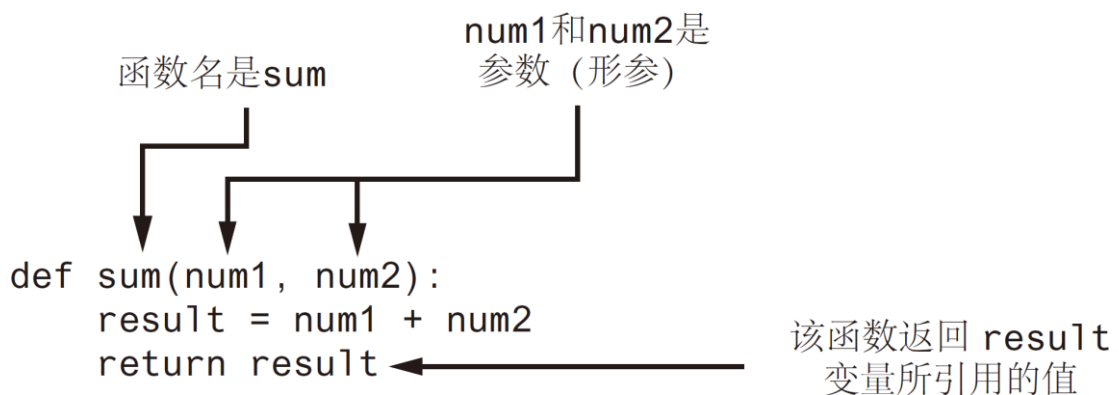 num1和num2是
参数（形参）
函数名是sum
def sum(num1, num2):
    result = num1 + num2
    return result
该函数返回 result
变量所引用的值